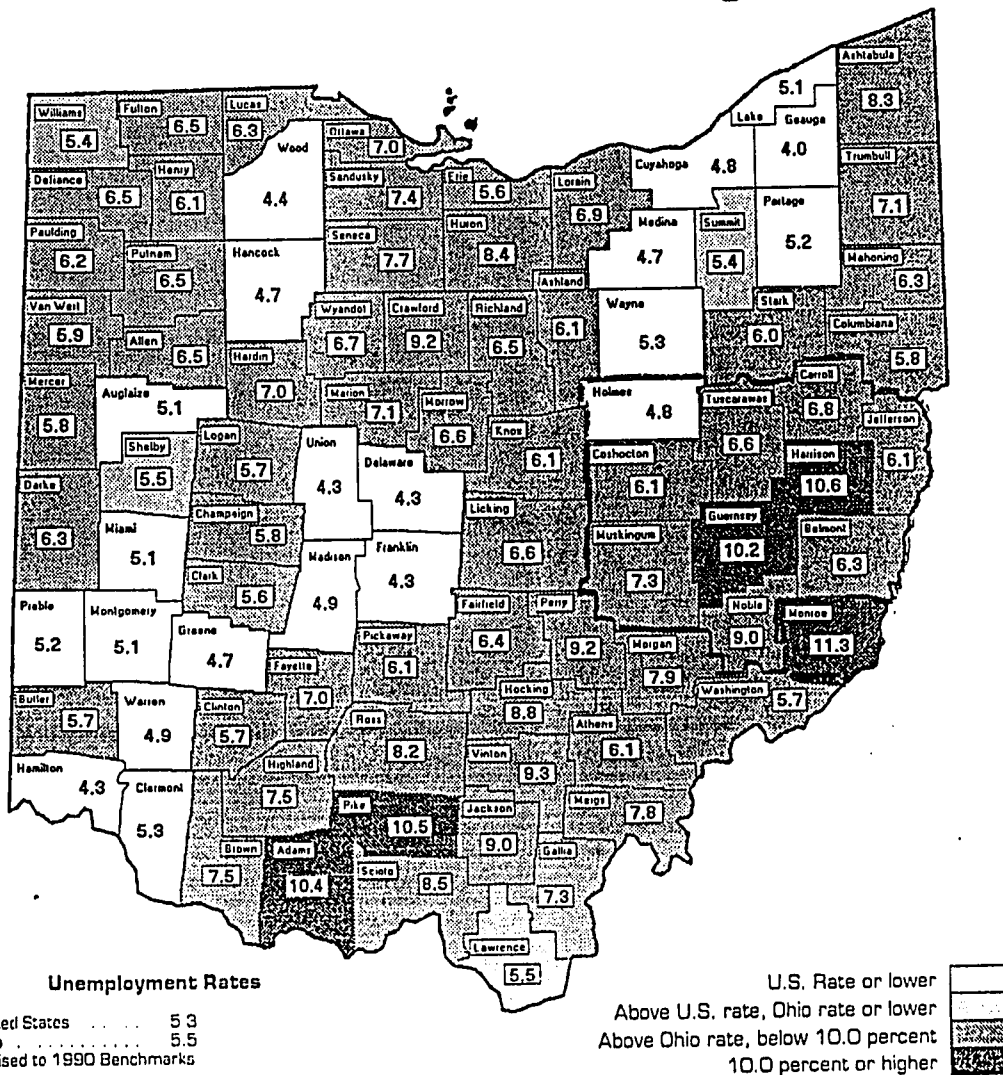 Ashtabula
8.3
5.1
Lake
Geauga
4.0
Williams
5.4
Fulton
6.5
Lucas
6.3
Wood
4.4
Ottawa
7.0
Cuyahoga
4.8
Trumbull
7.1
Defiance
6.5
Henry
6.1
Sandusky
7.4
Erie
5.6
Lorain
6.9
Medina
4.7
Summit
5.4
Portage
5.2
Paulding
6.2
Putnam
6.5
Hancock
4.7
Seneca
7.7
Huron
8.4
Ashland
6.1
Mahoning
6.3
Van Wert
5.9
Allen
6.5
Wyandot
6.7
Crawford
9.2
Richland
6.5
Wayne
5.3
Stark
6.0
Columbiana
5.8
Mercer
5.8
Auglaize
5.1
Hardin
7.0
Marion
7.1
Morrow
6.6
Holmes
4.8
Tuscarawas
6.6
Carroll
6.8
Jefferson
6.1
Shelby
5.5
Logan
5.7
Union
4.3
Delaware
4.3
Knox
6.1
Coshocton
6.1
Harrison
10.6
Darke
6.3
Miami
5.1
Champaign
5.8
Madison
4.9
Franklin
4.3
Licking
6.6
Muskingum
7.3
Guernsey
10.2
Belmont
6.3
Clark
5.6
Preble
5.2
Montgomery
5.1
Greene
4.7
Fayette
7.0
Pickaway
6.1
Fairfield
6.4
Perry
9.2
Morgan
7.9
Noble
9.0
Monroe
11.3
Butler
5.7
Warren
4.9
Clinton
5.7
Ross
8.2
Hocking
8.8
Athens
6.1
Washington
5.7
Hamilton
4.3
Clermont
5.3
Highland
7.5
Pike
10.5
Vinton
9.3
Jackson
9.0
Meigs
7.8
Brown
7.5
Adams
10.4
Scioto
8.5
Gallia
7.3
Lawrence
5.5
Unemployment Rates
ed States . . . . . 5 3
o . . . . . . . . . . 5.5
ised to 1990 Benchmarks
U.S. Rate or lower
Above U.S. rate, Ohio rate or lower
Above Ohio rate, below 10.0 percent
10.0 percent or higher